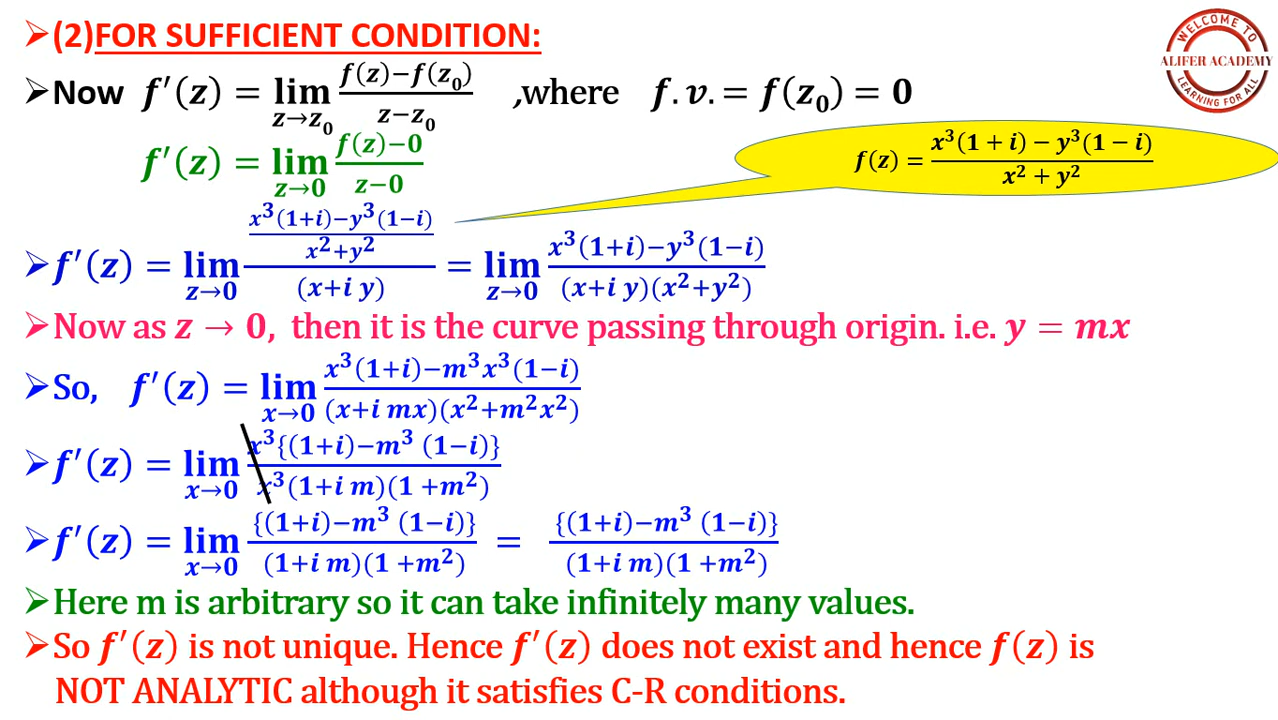 ➢(2)FOR SUFFICIENT CONDITION:
WELCOME TO
ALIFER ACADEMY
LEARNING FOR ALL
➢Now f′(z) = lim_{z→z₀} (f(z)−f(z₀))/(z−z₀) ,where f.v.= f(z₀) = 0
f′(z) = lim_{z→0} (f(z)−0)/(z−0)
f(z) = (x³(1 + i) − y³(1 − i))/(x² + y²)
➢f′(z) = lim_{z→0} ((x³(1+i)−y³(1−i))/(x²+y²))/((x+i y)) = lim_{z→0} (x³(1+i)−y³(1−i))/((x+i y)(x²+y²))
➢Now as z → 0, then it is the curve passing through origin. i.e. y = mx
➢So, f′(z) = lim_{x→0} (x³(1+i)−m³x³(1−i))/((x+i mx)(x²+m²x²))
➢f′(z) = lim_{x→0} (x³{(1+i)−m³ (1−i)})/(x³(1+i m)(1 +m²))
➢f′(z) = lim_{x→0} ({(1+i)−m³ (1−i)})/((1+i m)(1 +m²)) = ({(1+i)−m³ (1−i)})/((1+i m)(1 +m²))
➢Here m is arbitrary so it can take infinitely many values.
➢So f′(z) is not unique. Hence f′(z) does not exist and hence f(z) is
NOT ANALYTIC although it satisfies C-R conditions.